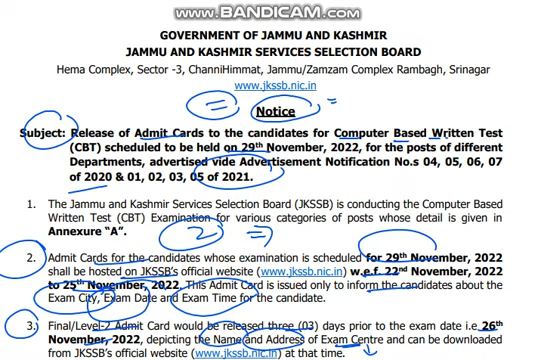 www.BANDICAM.com
GOVERNMENT OF JAMMU AND KASHMIR
JAMMU AND KASHMIR SERVICES SELECTION BOARD
Hema Complex, Sector -3, ChanniHimmat, Jammu/Zamzam Complex Rambagh, Srinagar
www.jkssb.nic.in
= Notice =
Subject: Release of Admit Cards to the candidates for Computer Based Written Test
(CBT) scheduled to be held on 29th November, 2022, for the posts of different
Departments, advertised vide Advertisement Notification No.s 04, 05, 06, 07
of 2020 & 01, 02, 03, 05 of 2021.
1. The Jammu and Kashmir Services Selection Board (JKSSB) is conducting the Computer Based
Written Test (CBT) Examination for various categories of posts whose detail is given in
Annexure "A".
2 =>
2. Admit Cards for the candidates whose examination is scheduled for 29th November, 2022
shall be hosted on JKSSB's official website (www.jkssb.nic.in) w.e.f. 22nd November, 2022
to 25th November, 2022. This Admit Card is issued only to inform the candidates about the
Exam City, Exam Date and Exam Time for the candidate.
3. Final/Level-2 Admit Card would be released three (03) days prior to the exam date i.e 26th
November, 2022, depicting the Name and Address of Exam Centre and can be downloaded
from JKSSB's official website (www.jkssb.nic.in) at that time.